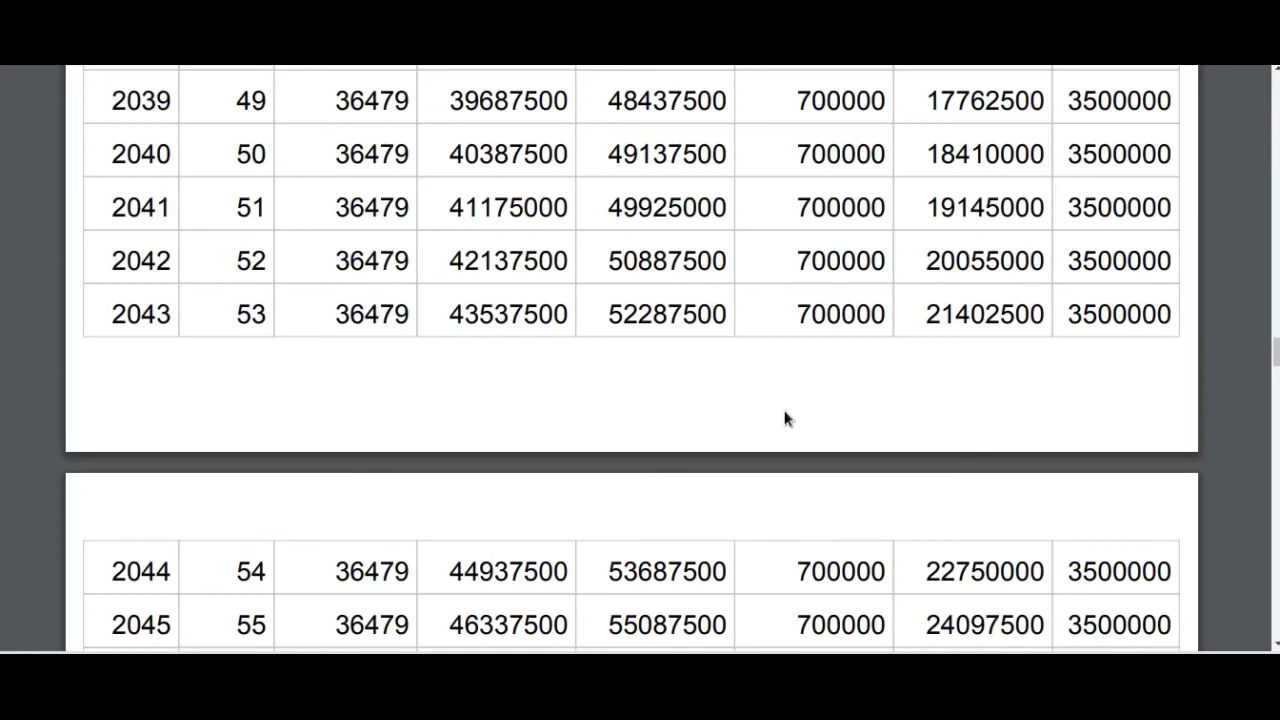 2039 49 36479 39687500 48437500 700000 17762500 3500000
2040 50 36479 40387500 49137500 700000 18410000 3500000
2041 51 36479 41175000 49925000 700000 19145000 3500000
2042 52 36479 42137500 50887500 700000 20055000 3500000
2043 53 36479 43537500 52287500 700000 21402500 3500000
2044 54 36479 44937500 53687500 700000 22750000 3500000
2045 55 36479 46337500 55087500 700000 24097500 3500000